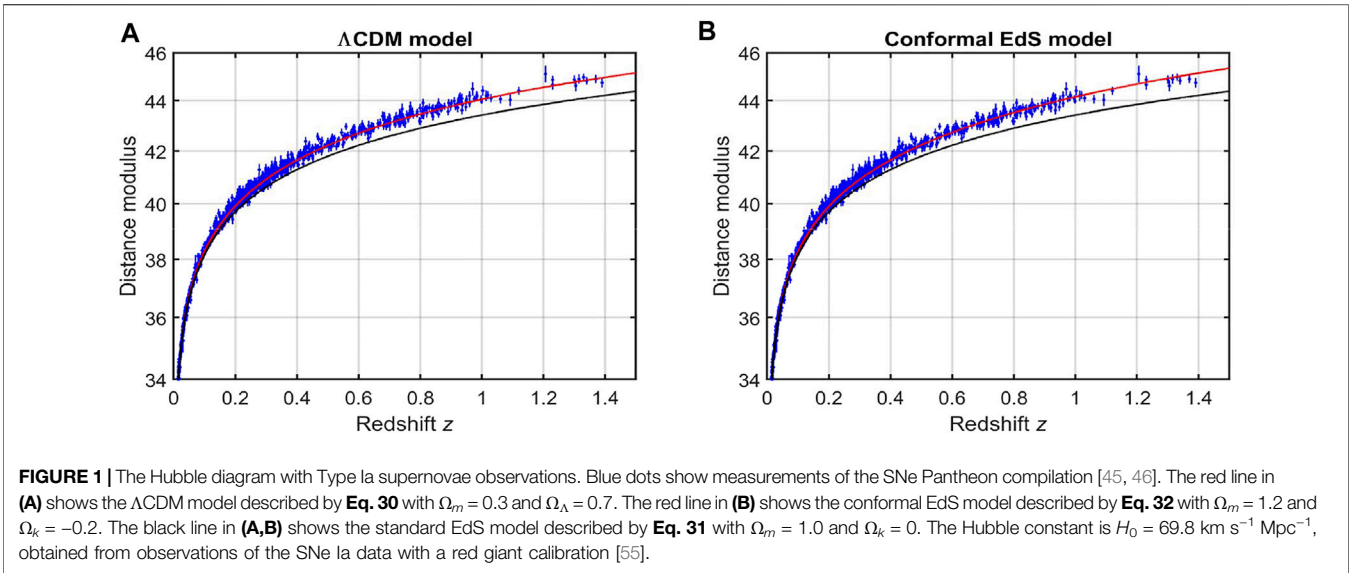 A
ΛCDM model
46
44
42
40
38
36
34
Distance modulus
0 0.2 0.4 0.6 0.8 1 1.2 1.4
Redshift z
B
Conformal EdS model
46
44
42
40
38
36
34
Distance modulus
0 0.2 0.4 0.6 0.8 1 1.2 1.4
Redshift z
FIGURE 1 | The Hubble diagram with Type Ia supernovae observations. Blue dots show measurements of the SNe Pantheon compilation [45, 46]. The red line in
(A) shows the ΛCDM model described by Eq. 30 with Ωm = 0.3 and ΩΛ = 0.7. The red line in (B) shows the conformal EdS model described by Eq. 32 with Ωm = 1.2 and
Ωk = −0.2. The black line in (A,B) shows the standard EdS model described by Eq. 31 with Ωm = 1.0 and Ωk = 0. The Hubble constant is H0 = 69.8 km s−1 Mpc−1,
obtained from observations of the SNe Ia data with a red giant calibration [55].